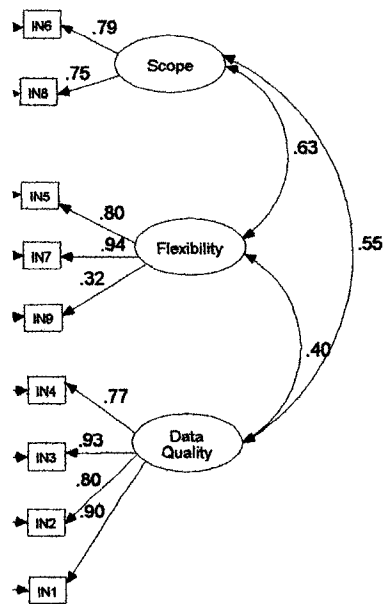 IN6
.79
Scope
.75
IN8
.63
IN5
.80
Flexibility
.94
IN7
.55
.32
IN9
.40
IN4
.77
Data
Quality
.93
IN3
.80
IN2
.90
IN1